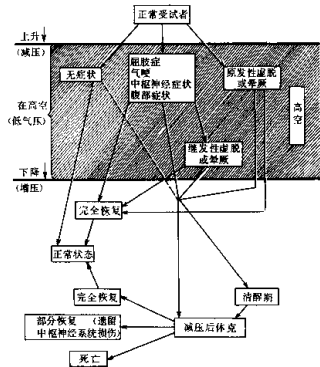 正常受试者
上升
(减压)
无症状
屈肢症
气哽
中枢神经症状
腹部症状
原发性虚脱
或晕厥
在高空
(低气压)
高空
继发性虚脱
或晕厥
下降
(增压)
完全恢复
正常状态
完全恢复
清醒期
部分恢复 (遗留
中枢神经系统损伤)
减压后休克
死亡